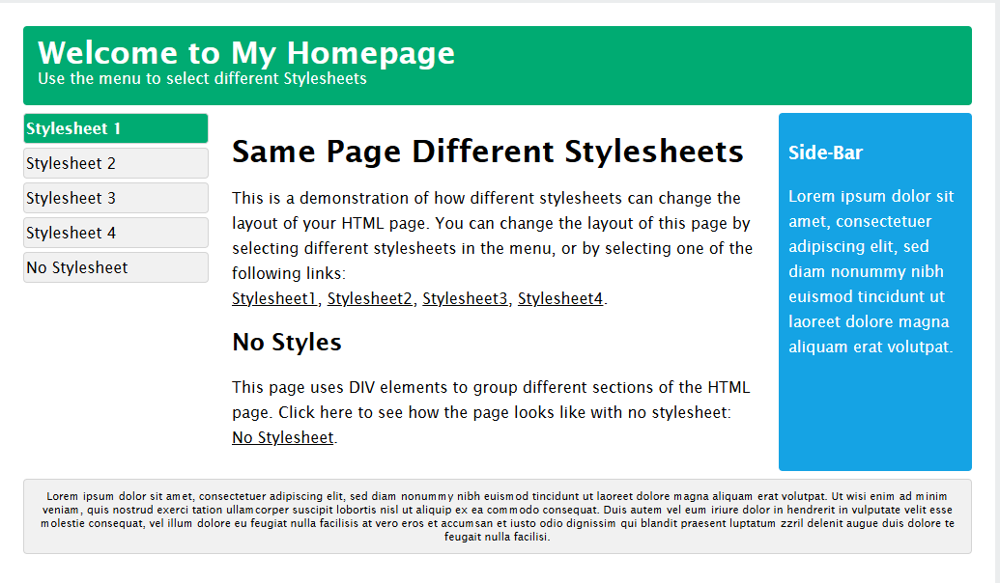 Welcome to My Homepage
Use the menu to select different Stylesheets
Stylesheet 1
Stylesheet 2
Stylesheet 3
Stylesheet 4
No Stylesheet
Same Page Different Stylesheets
This is a demonstration of how different stylesheets can change the
layout of your HTML page. You can change the layout of this page by
selecting different stylesheets in the menu, or by selecting one of the
following links:
Stylesheet1, Stylesheet2, Stylesheet3, Stylesheet4.
No Styles
This page uses DIV elements to group different sections of the HTML
page. Click here to see how the page looks like with no stylesheet:
No Stylesheet.
Side-Bar
Lorem ipsum dolor sit
amet, consectetuer
adipiscing elit, sed
diam nonummy nibh
euismod tincidunt ut
laoreet dolore magna
aliquam erat volutpat.
Lorem ipsum dolor sit amet, consectetuer adipiscing elit, sed diam nonummy nibh euismod tincidunt ut laoreet dolore magna aliquam erat volutpat. Ut wisi enim ad minim
veniam, quis nostrud exerci tation ullamcorper suscipit lobortis nisl ut aliquip ex ea commodo consequat. Duis autem vel eum iriure dolor in hendrerit in vulputate velit esse
molestie consequat, vel illum dolore eu feugiat nulla facilisis at vero eros et accumsan et iusto odio dignissim qui blandit praesent luptatum zzril delenit augue duis dolore te
feugait nulla facilisi.